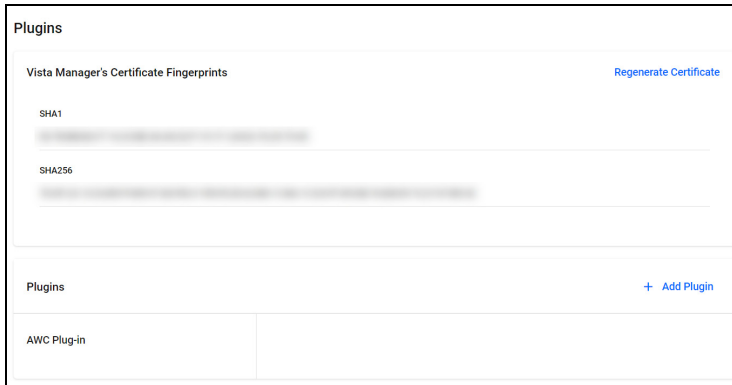 Plugins
Vista Manager's Certificate Fingerprints
Regenerate Certificate
SHA1
SHA256
Plugins
+ Add Plugin
AWC Plug-in